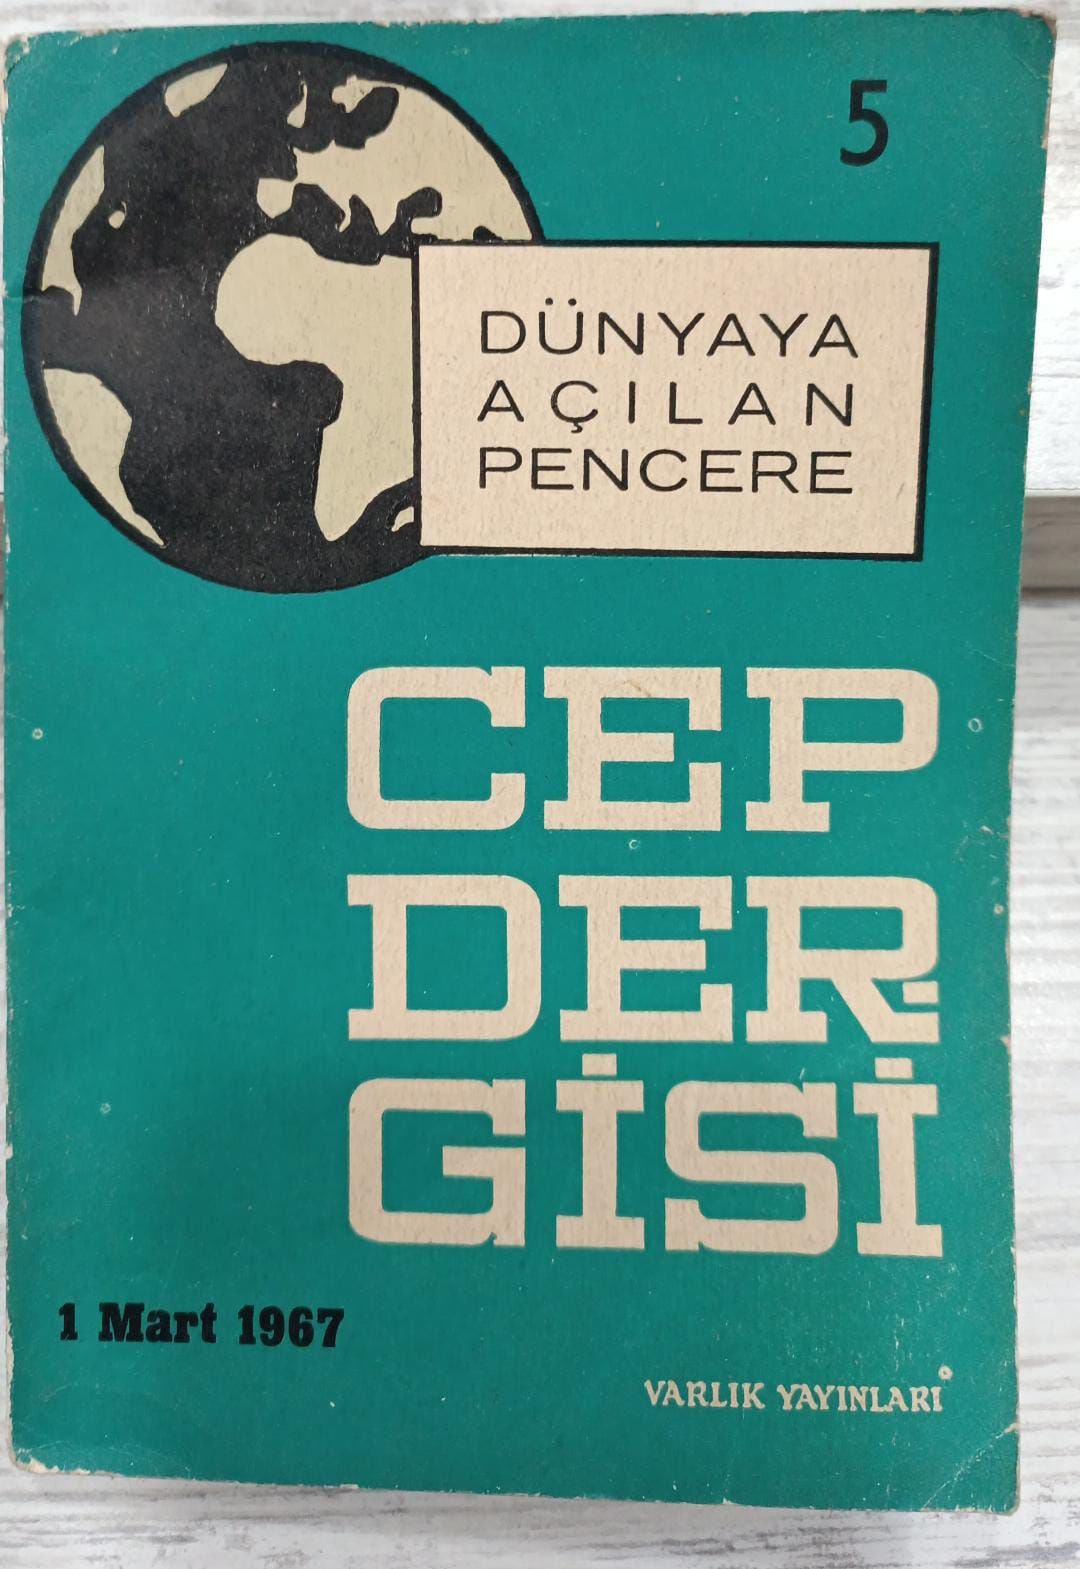 5
DÜNYAYA
AÇILAN
PENCERE
CEP
DER
GİSİ
1 Mart 1967
VARLIK YAYINLARI